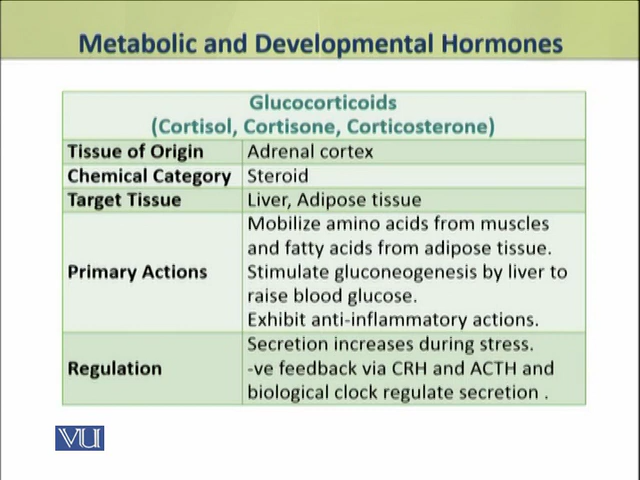 Metabolic and Developmental Hormones
Glucocorticoids
(Cortisol, Cortisone, Corticosterone)
Tissue of Origin Adrenal cortex
Chemical Category Steroid
Target Tissue Liver, Adipose tissue
Primary Actions Mobilize amino acids from muscles
and fatty acids from adipose tissue.
Stimulate gluconeogenesis by liver to
raise blood glucose.
Exhibit anti-inflammatory actions.
Regulation Secretion increases during stress.
-ve feedback via CRH and ACTH and
biological clock regulate secretion .
VU